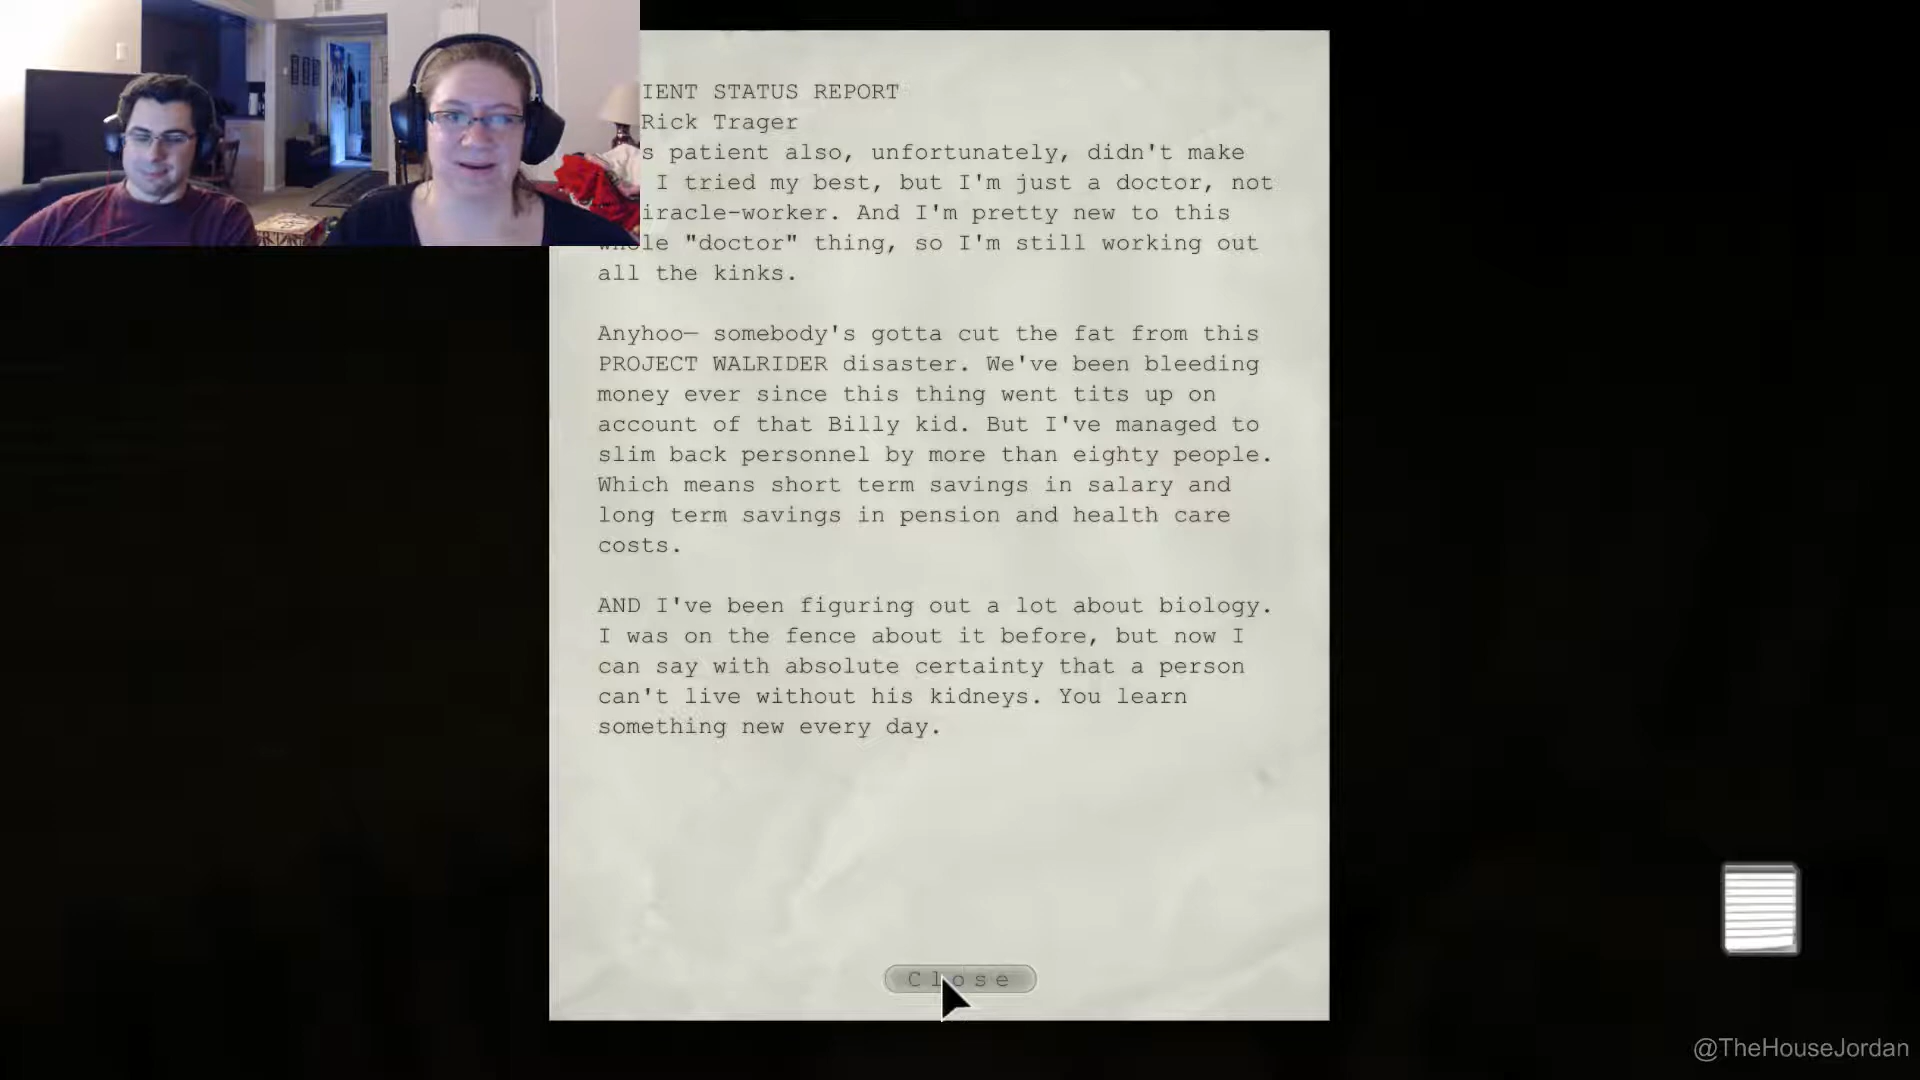 IENT STATUS REPORT
Rick Trager
s patient also, unfortunately, didn't make
I tried my best, but I'm just a doctor, not
iracle-worker. And I'm pretty new to this
whole "doctor" thing, so I'm still working out
all the kinks.
Anyhoo— somebody's gotta cut the fat from this
PROJECT WALRIDER disaster. We've been bleeding
money ever since this thing went tits up on
account of that Billy kid. But I've managed to
slim back personnel by more than eighty people.
Which means short term savings in salary and
long term savings in pension and health care
costs.
AND I've been figuring out a lot about biology.
I was on the fence about it before, but now I
can say with absolute certainty that a person
can't live without his kidneys. You learn
something new every day.
Close
@TheHouseJordan